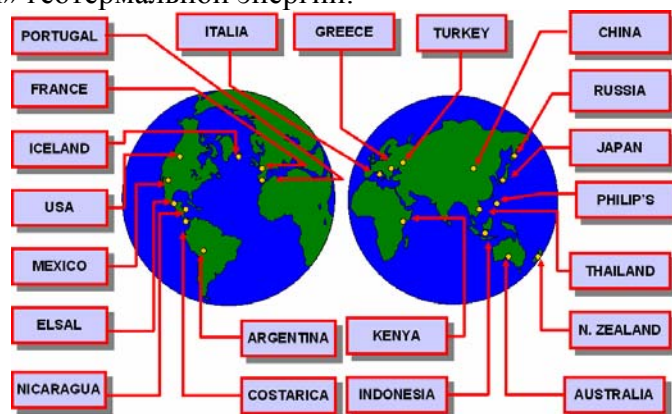 геотермальной энергии.
PORTUGAL
ITALIA
GREECE
TURKEY
CHINA
FRANCE
RUSSIA
ICELAND
JAPAN
USA
PHILIP'S
MEXICO
THAILAND
ELSAL
ARGENTINA
KENYA
N. ZEALAND
NICARAGUA
COSTARICA
INDONESIA
AUSTRALIA